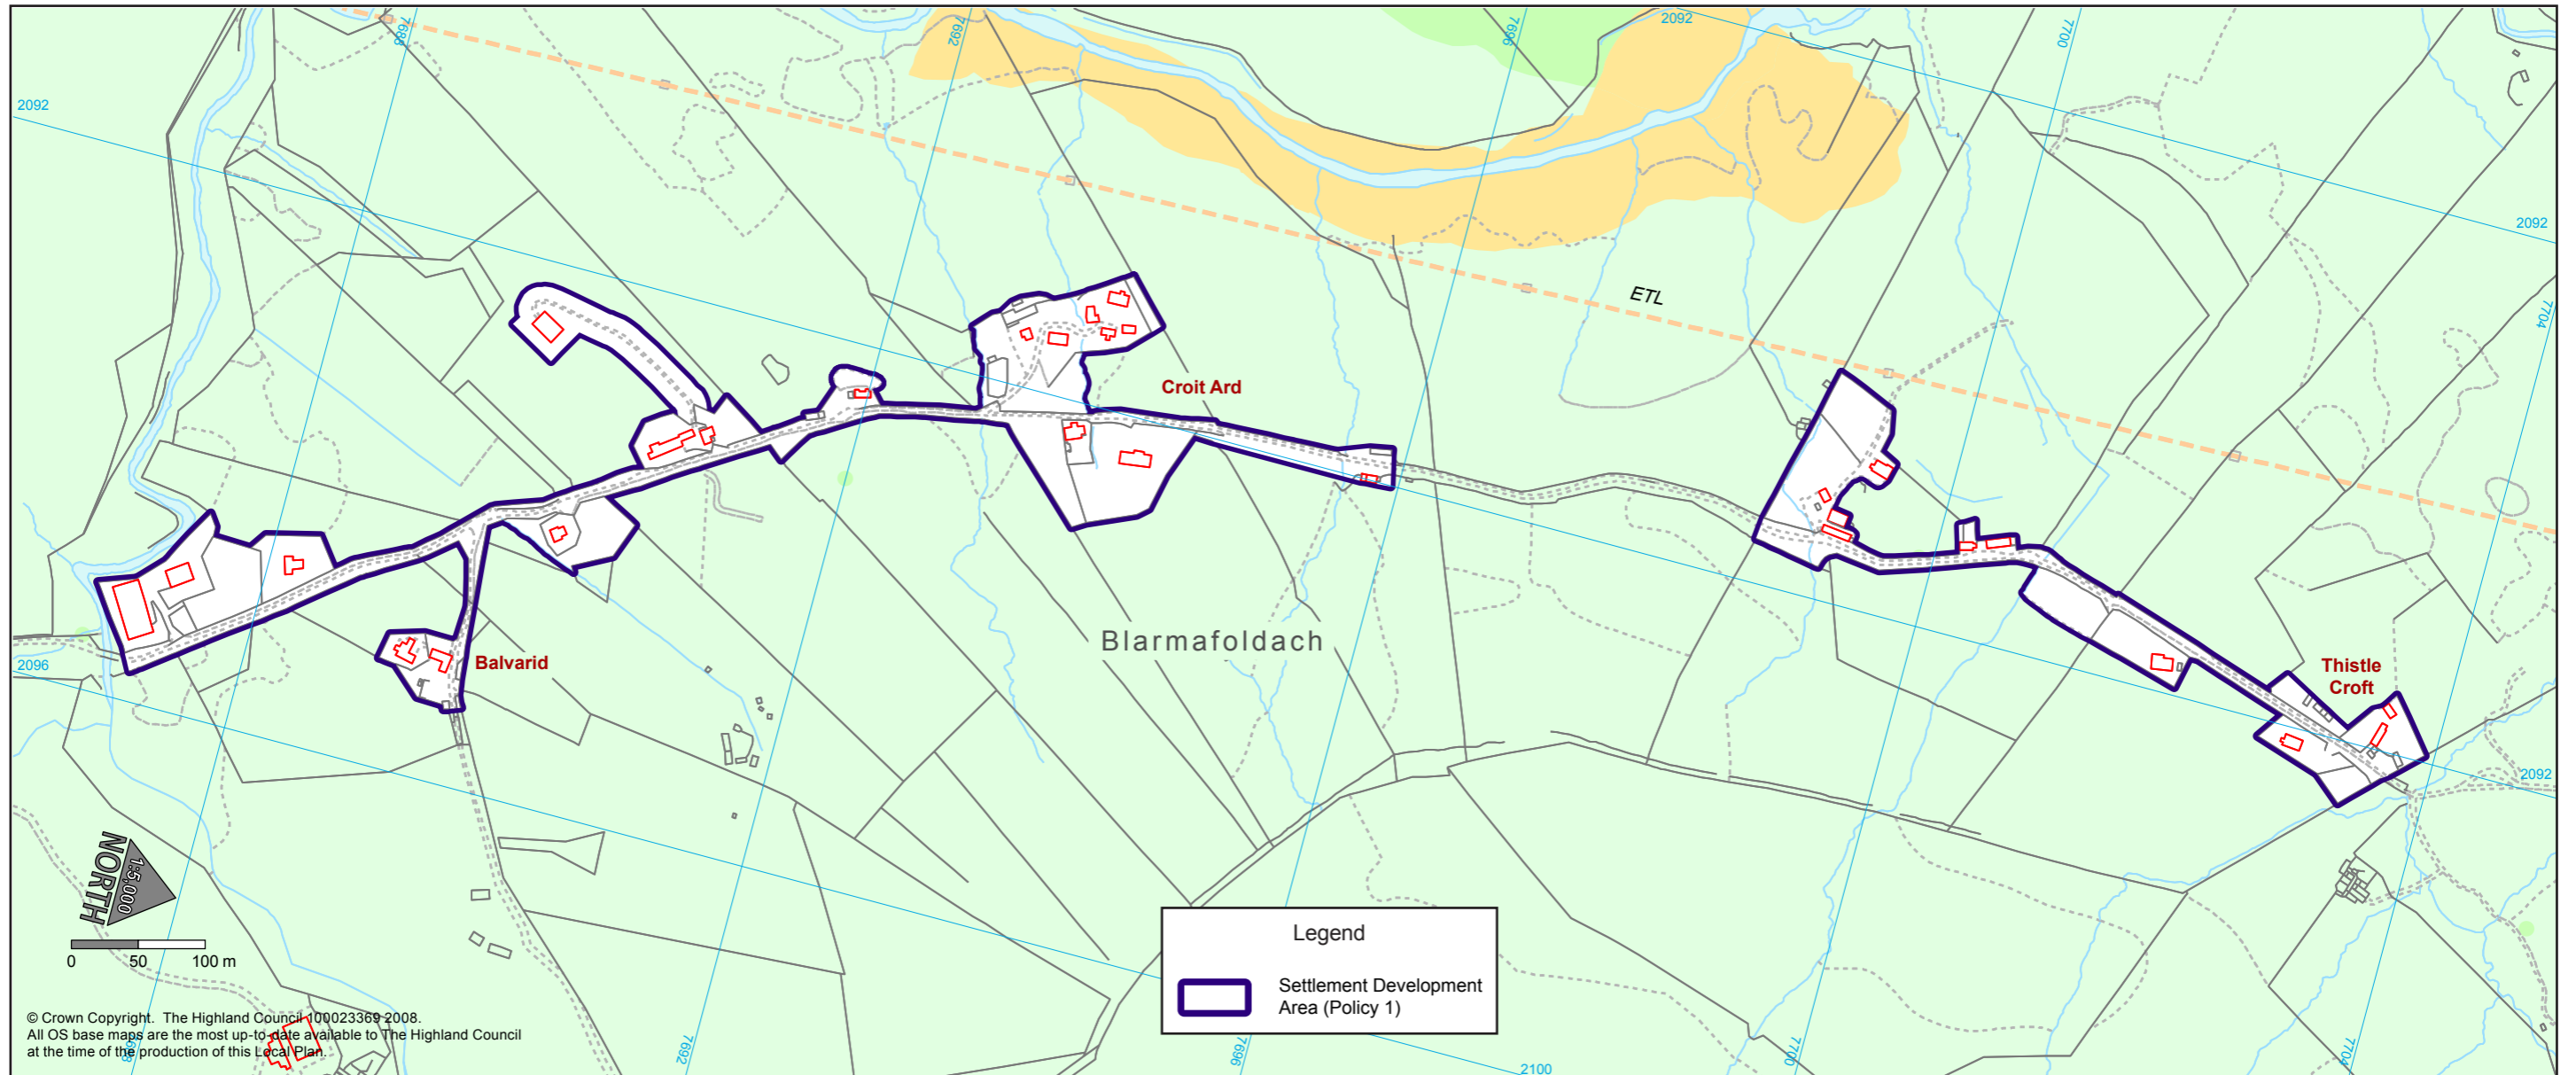 7688
7692
7696
2092
7700
2092
2092
7704
ETL
Croit Ard
Blarmafoldach
Balvarid
2096
Thistle
Croft
2092
1:5,000
NORTH
0 50 100 m
Legend
Settlement Development
Area (Policy 1)
© Crown Copyright. The Highland Council 100023369 2008.
All OS base maps are the most up-to-date available to The Highland Council
at the time of the production of this Local Plan.
7692
7696
2100
7700
7704